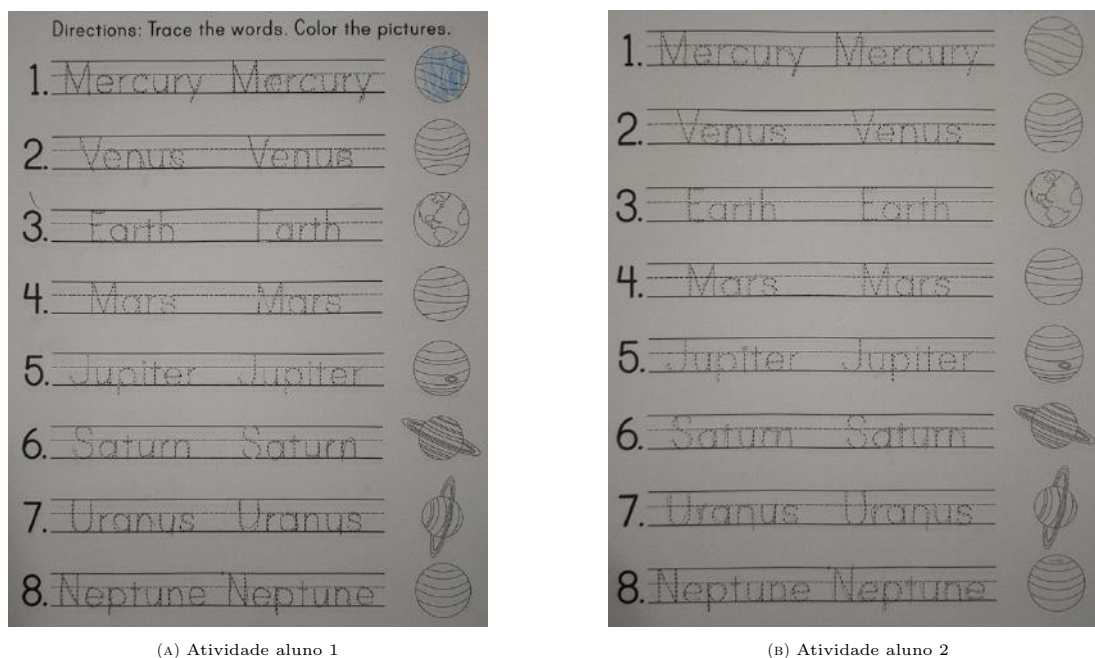 Directions: Trace the words. Color the pictures.
1. Mercury Mercury
2. Venus Venus
3. Earth Earth
4. Mars Mars
5. Jupiter Jupiter
6. Saturn Saturn
7. Uranus Uranus
8. Neptune Neptune
(A) Atividade aluno 1
1. Mercury Mercury
2. Venus Venus
3. Earth Earth
4. Mars Mars
5. Jupiter Jupiter
6. Saturn Saturn
7. Uranus Uranus
8. Neptune Neptune
(B) Atividade aluno 2